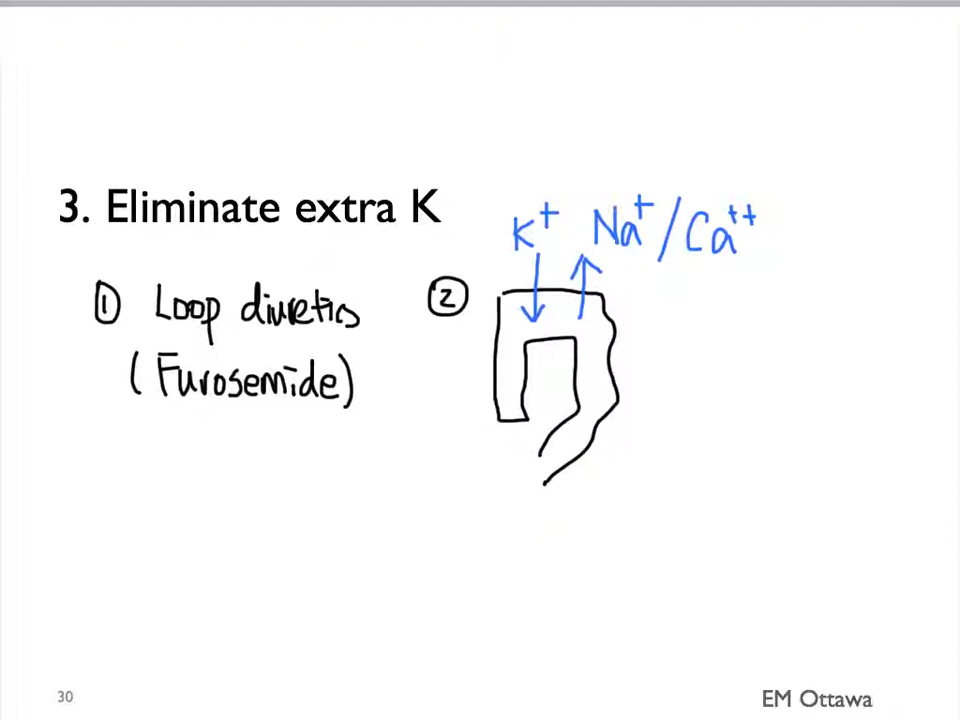 3. Eliminate extra K
K+ Na+/Ca++
① Loop diuretics
(Furosemide)
②
30
EM Ottawa